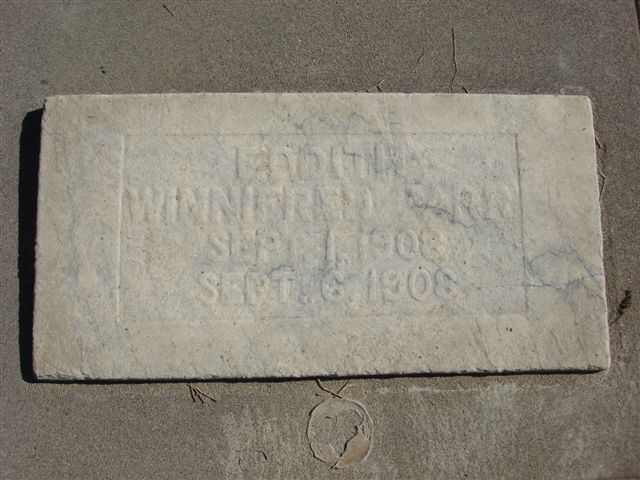 EDITH
WINNIFRED
SEPT. 1, 1908
SEPT. 6, 1908